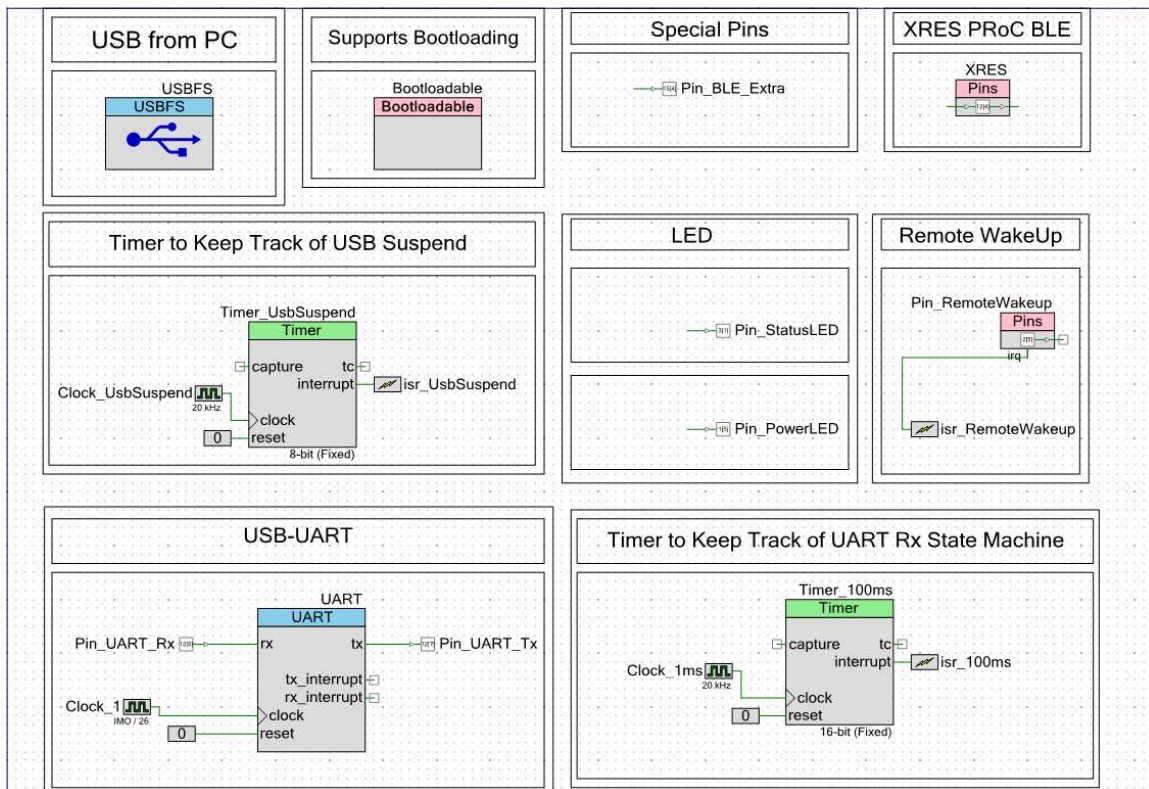 USB from PC
USBFS
USBFS
Supports Bootloading
Bootloadable
Bootloadable
Special Pins
15[4] Pin_BLE_Extra
XRES PRoC BLE
XRES
Pins
12[4]
Timer to Keep Track of USB Suspend
Timer_UsbSuspend
Timer
capture tc
interrupt isr_UsbSuspend
Clock_UsbSuspend
20 kHz
clock
0 reset
8-bit (Fixed)
LED
Pin_StatusLED
Pin_PowerLED
Remote WakeUp
Pin_RemoteWakeup
Pins
irq
isr_RemoteWakeup
USB-UART
UART
UART
Pin_UART_Rx rx tx Pin_UART_Tx
tx_interrupt
rx_interrupt
Clock_1
IMO / 26
clock
0 reset
Timer to Keep Track of UART Rx State Machine
Timer_100ms
Timer
capture tc
interrupt isr_100ms
Clock_1ms
20 kHz
clock
0 reset
16-bit (Fixed)